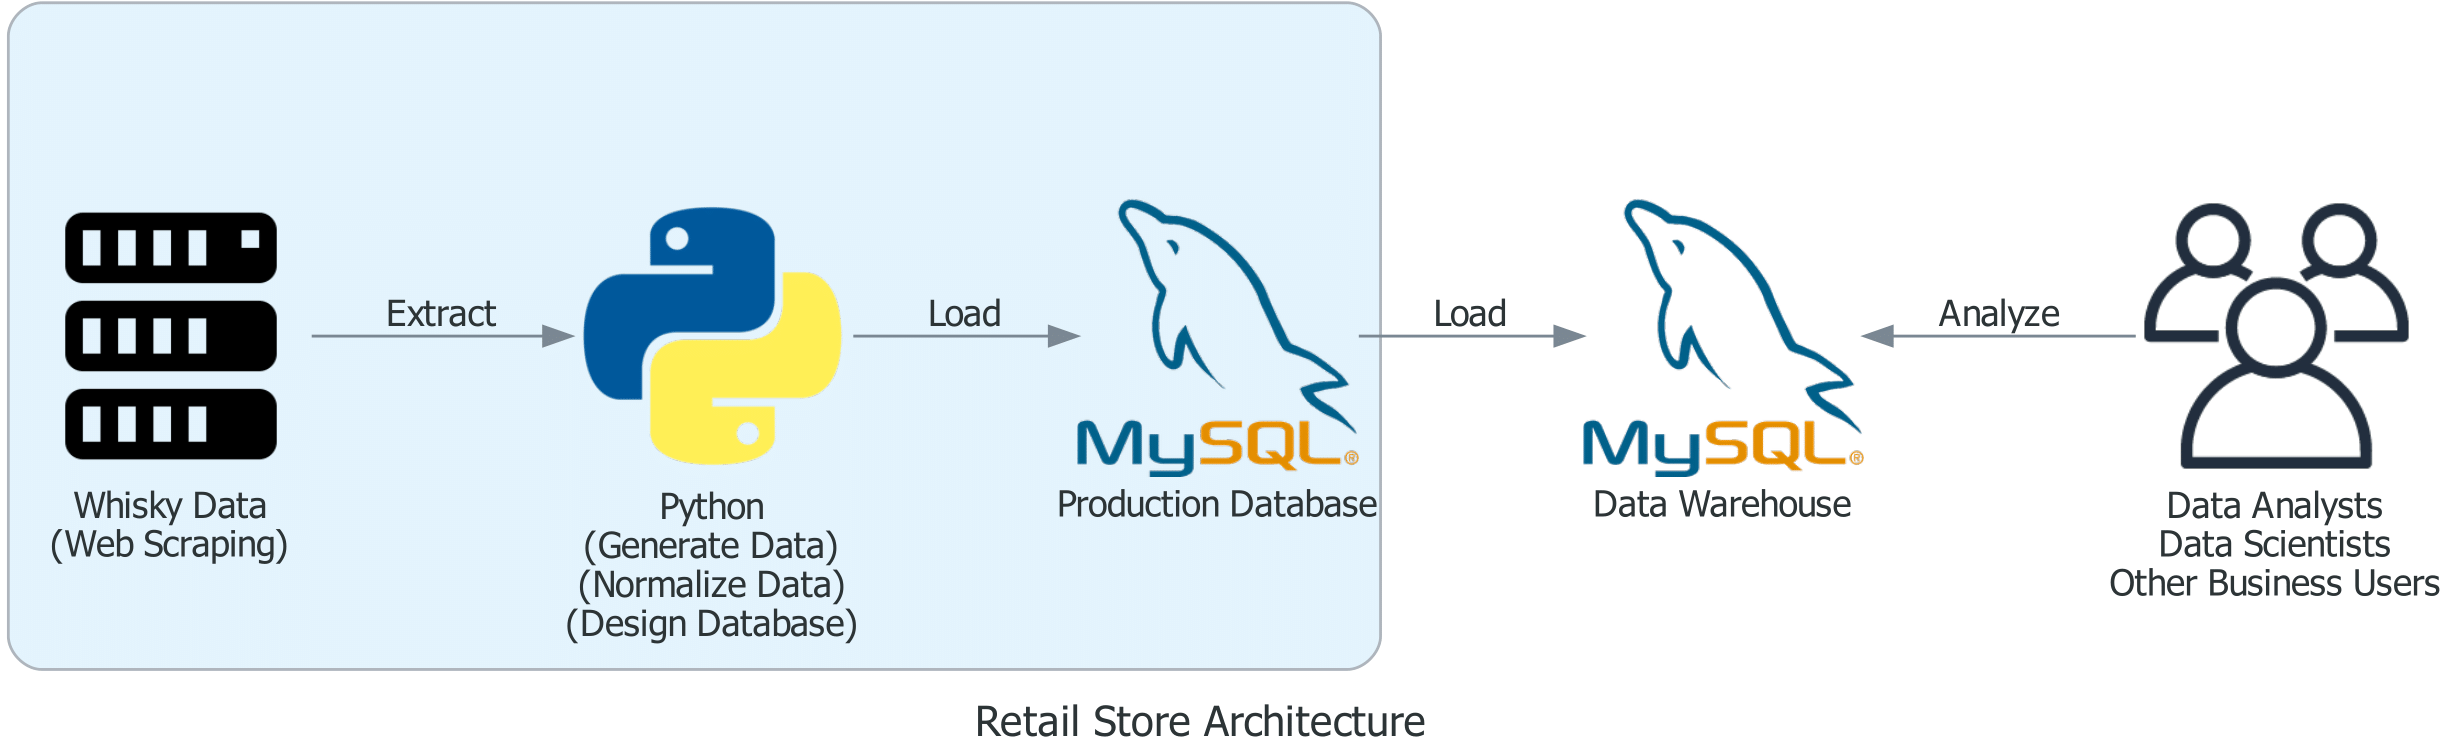 Extract
Load
Load
Analyze
MySQL®
MySQL®
Whisky Data
(Web Scraping)
Python
(Generate Data)
(Normalize Data)
(Design Database)
Production Database
Data Warehouse
Data Analysts
Data Scientists
Other Business Users
Retail Store Architecture